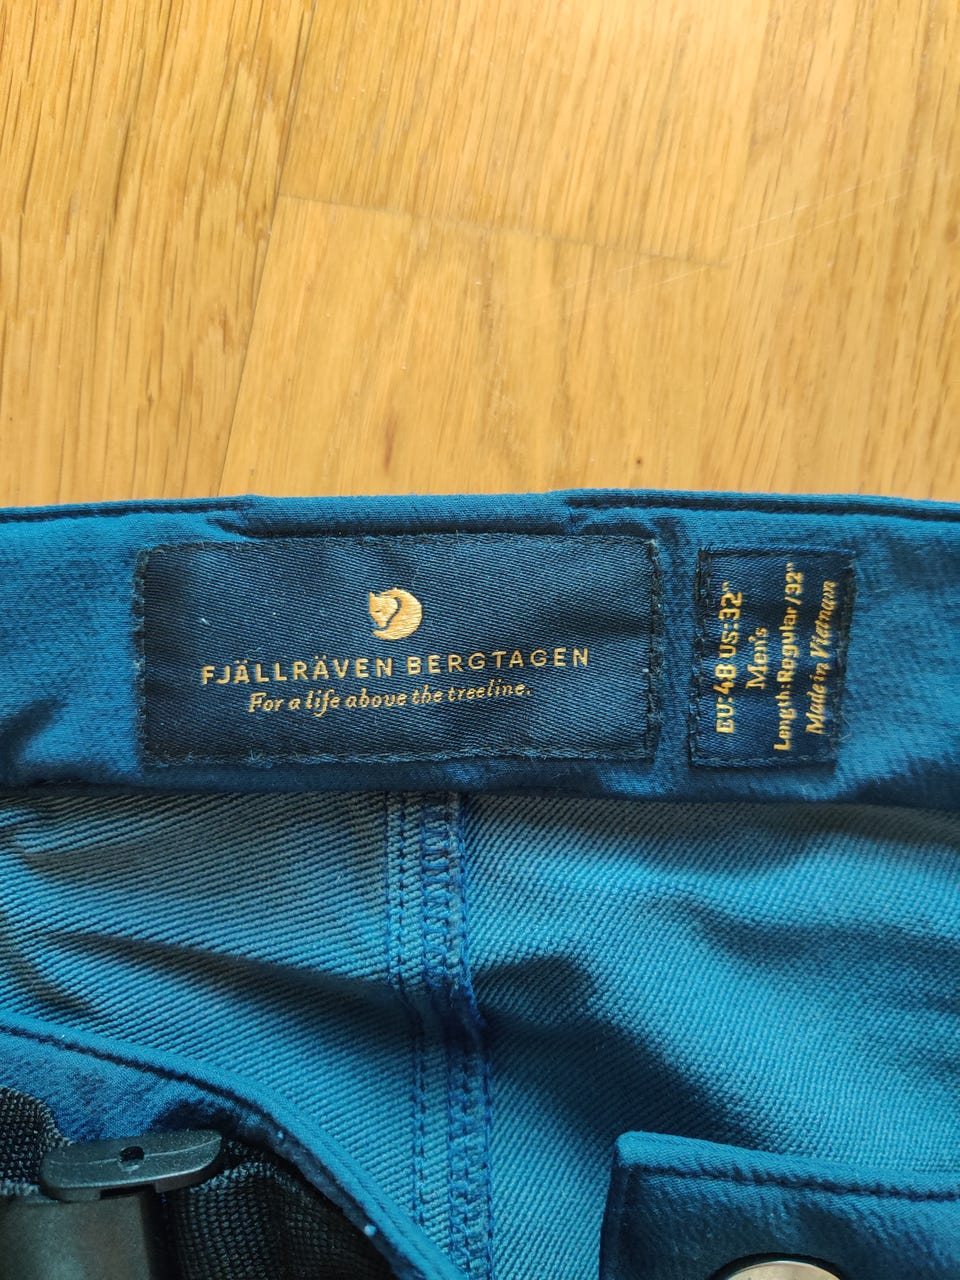 FJÄLLRÄVEN BERGTAGEN
For a life above the treeline.
EU:48 US:32"
Men's
Length:Regular/32"
Made in Vietnam